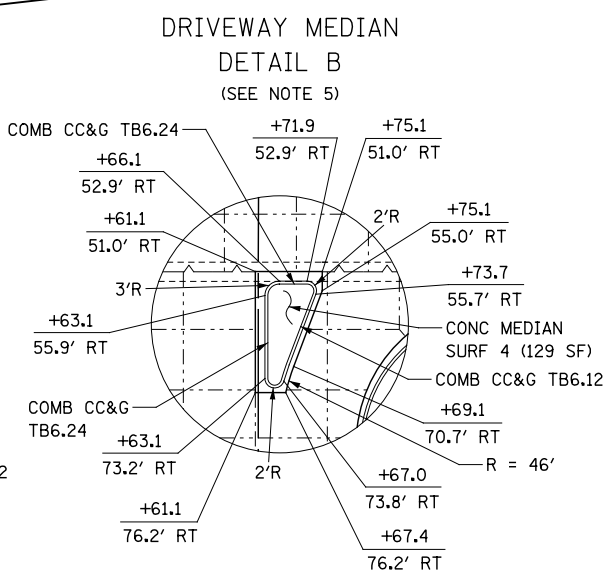 DRIVEWAY MEDIAN
DETAIL B
(SEE NOTE 5)
COMB CC&G TB6.24
+71.9
52.9' RT
+75.1
51.0' RT
+66.1
52.9' RT
+61.1
51.0' RT
2'R
+75.1
55.0' RT
3'R
+73.7
55.7' RT
+63.1
55.9' RT
CONC MEDIAN
SURF 4 (129 SF)
COMB CC&G TB6.12
COMB CC&G
TB6.24
+69.1
70.7' RT
+63.1
73.2' RT
2'R
R = 46'
2
+67.0
73.8' RT
+61.1
76.2' RT
+67.4
76.2' RT